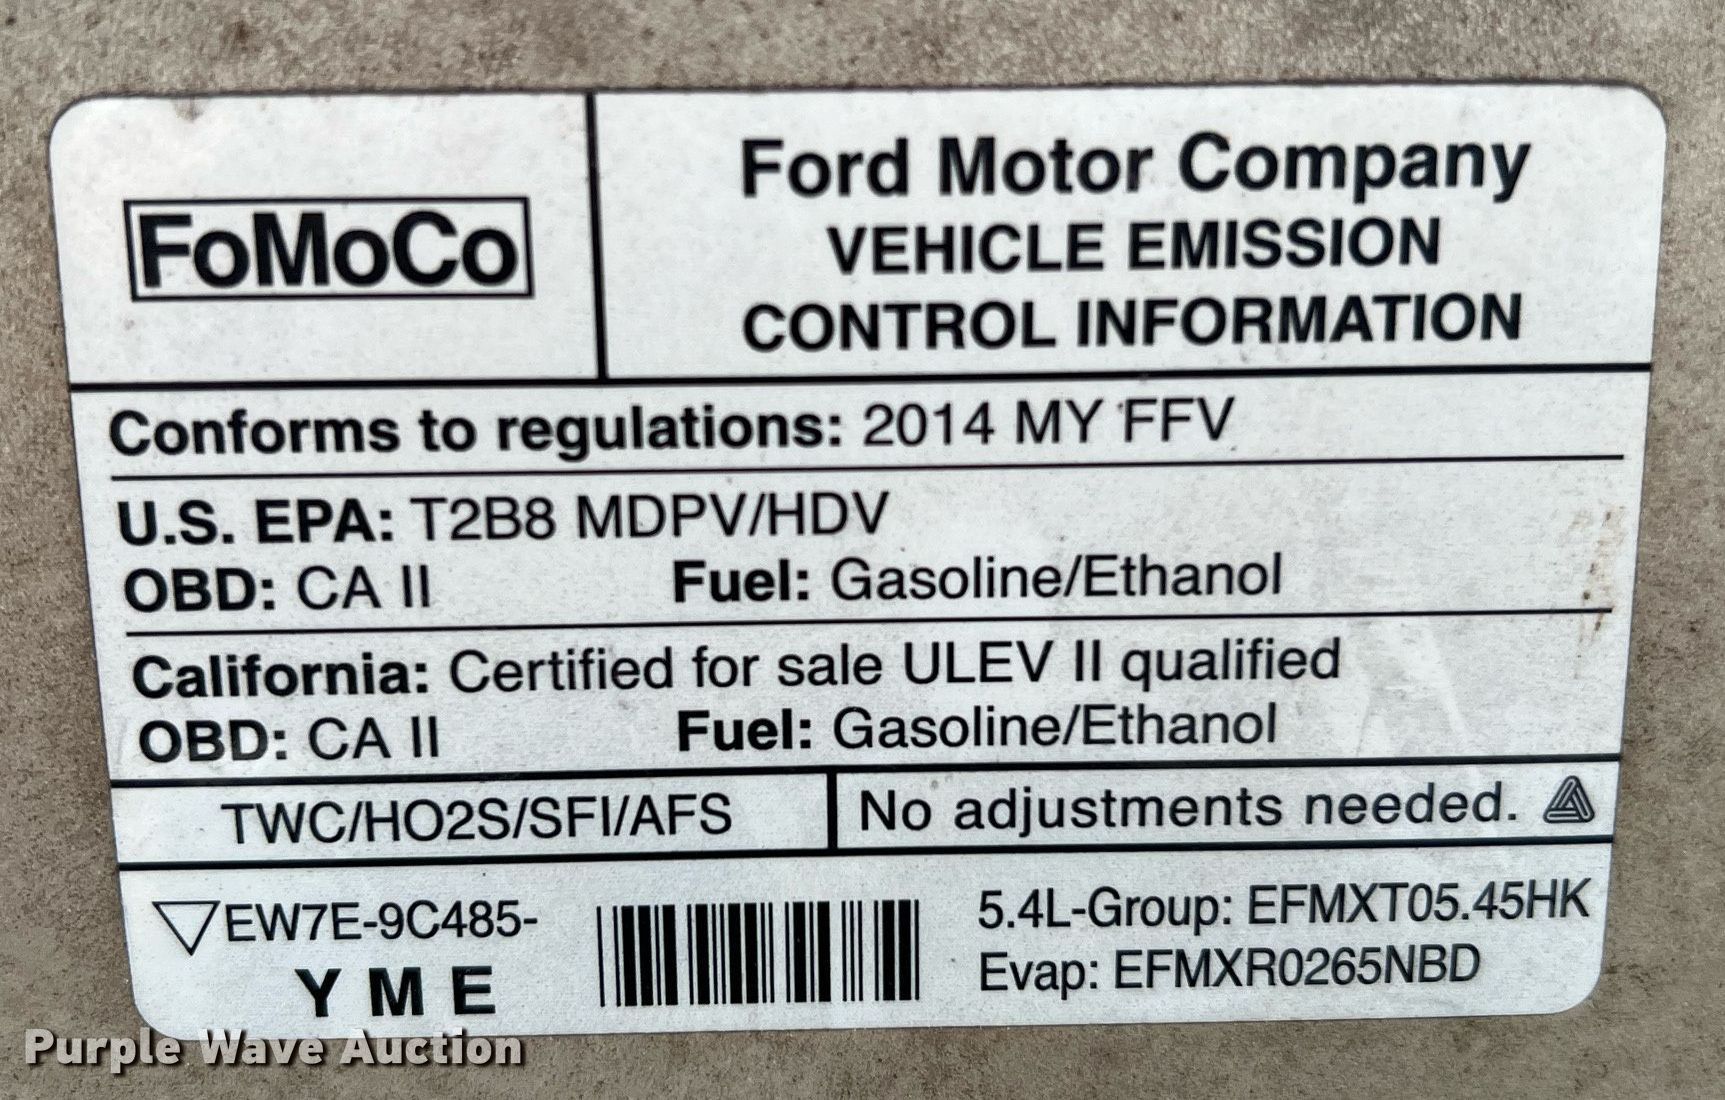 FoMoCo
Ford Motor Company
VEHICLE EMISSION
CONTROL INFORMATION
Conforms to regulations: 2014 MY FFV
U.S. EPA: T2B8 MDPV/HDV
OBD: CA II Fuel: Gasoline/Ethanol
California: Certified for sale ULEV II qualified
OBD: CA II Fuel: Gasoline/Ethanol
TWC/HO2S/SFI/AFS
No adjustments needed.
EW7E-9C485-
Y M E
5.4L-Group: EFMXT05.45HK
Evap: EFMXR0265NBD
Purple Wave Auction